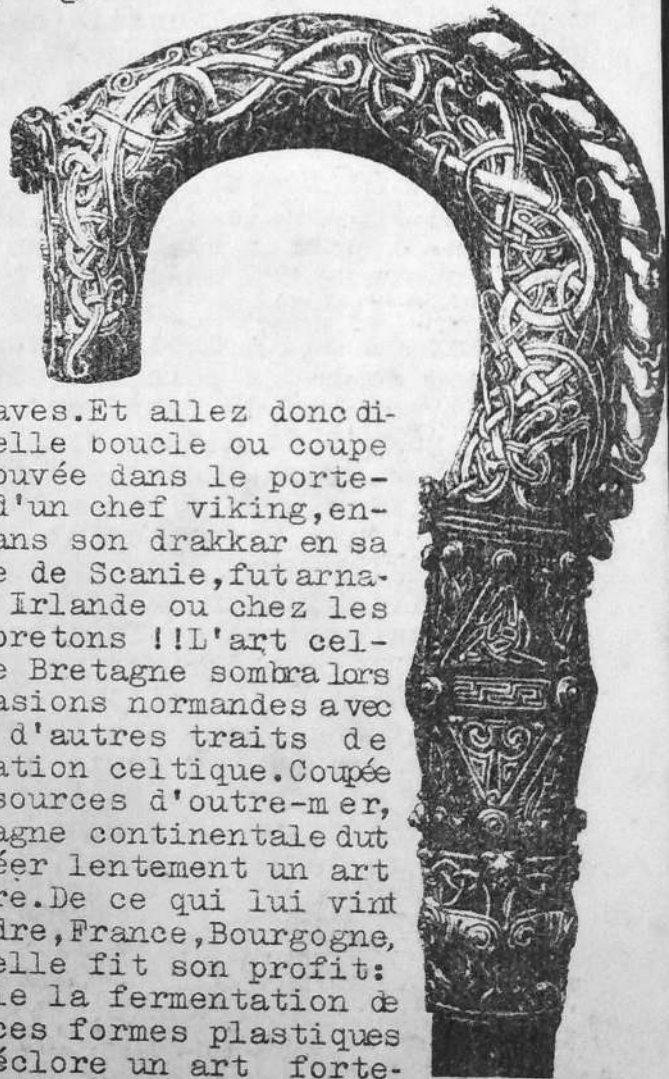 aves.Et allez donc di-
elle boucle ou coupe
ouvée dans le porte-
d'un chef viking,en-
ans son drakkar en sa
e de Scanie,fut arna-
Irlande ou chez les
bretons !!L'art cel-
e Bretagne sombra lors
asions normandes avec
d'autres traits de
ation celtique.Coupée
sources d'outre-mer,
agne continentale dut
éer lentement un art
re.De ce qui lui vint
dre,France,Bourgogne,
elle fit son profit:
le la fermentation de
ces formes plastiques
éclore un art forte-